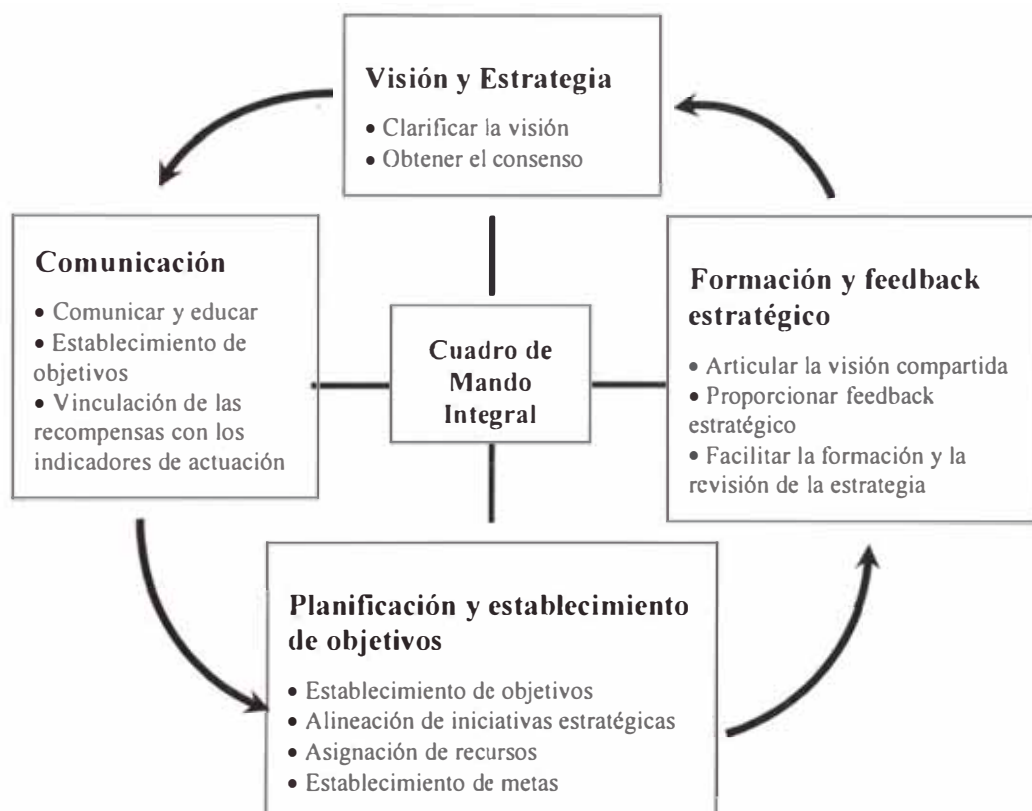 Visión y Estrategia
• Clarificar la visión
• Obtener el consenso
Comunicación
• Comunicar y educar
• Establecimiento de
objetivos
• Vinculación de las
recompensas con los
indicadores de actuación
Cuadro de
Mando
Integral
Formación y feedback
estratégico
• Articular la visión compartida
• Proporcionar feedback
estratégico
• Facilitar la formación y la
revisión de la estrategia
Planificación y establecimiento
de objetivos
• Establecimiento de objetivos
• Alineación de iniciativas estratégicas
• Asignación de recursos
• Establecimiento de metas